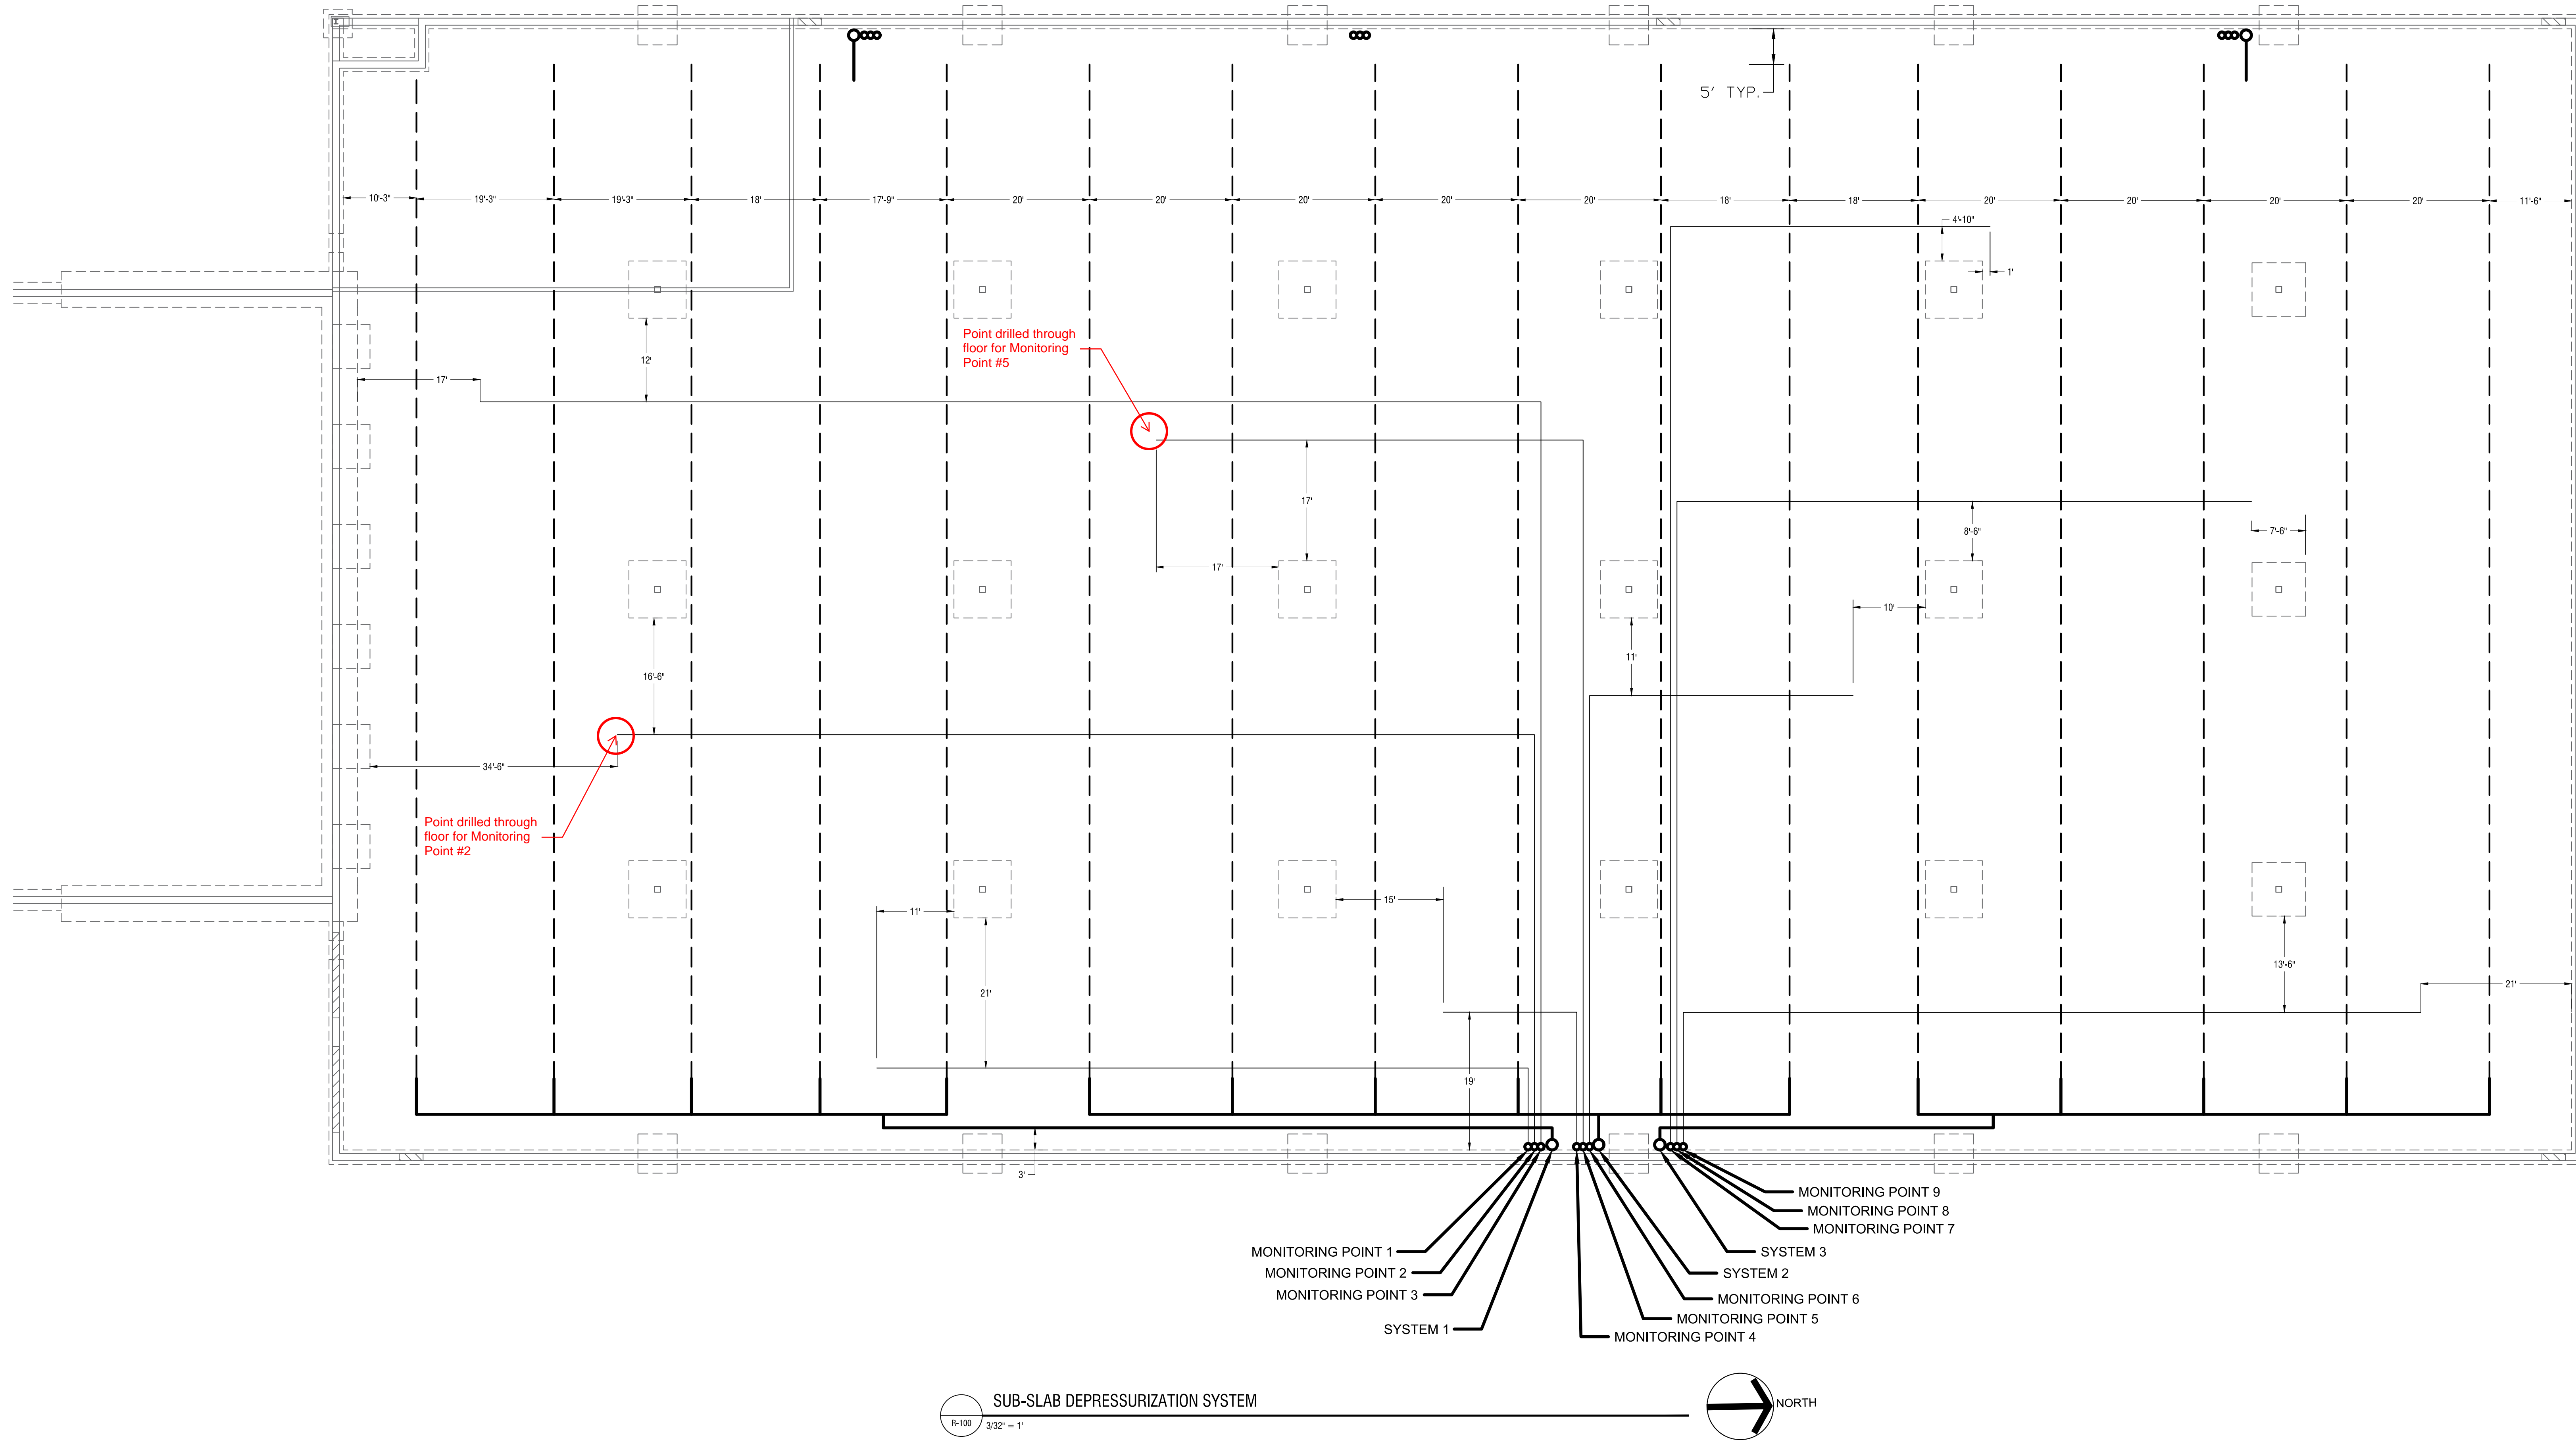 5' TYP.
10'-3"
19'-3"
19'-3"
18'
17'-9"
20'
20'
20'
20'
20'
18'
18'
20'
20'
20'
20'
11'-6"
4'-10"
1'
Point drilled through
floor for Monitoring
Point #5
12'
17'
17'
17'
8'-6"
7'-6"
10'
11'
16'-6"
34'-6"
Point drilled through
floor for Monitoring
Point #2
11'
15'
21'
13'-6"
21'
19'
3'
MONITORING POINT 9
MONITORING POINT 8
MONITORING POINT 7
MONITORING POINT 1
SYSTEM 3
MONITORING POINT 2
SYSTEM 2
MONITORING POINT 3
MONITORING POINT 6
MONITORING POINT 5
SYSTEM 1
MONITORING POINT 4
SUB-SLAB DEPRESSURIZATION SYSTEM
R-100
3/32" = 1'
NORTH